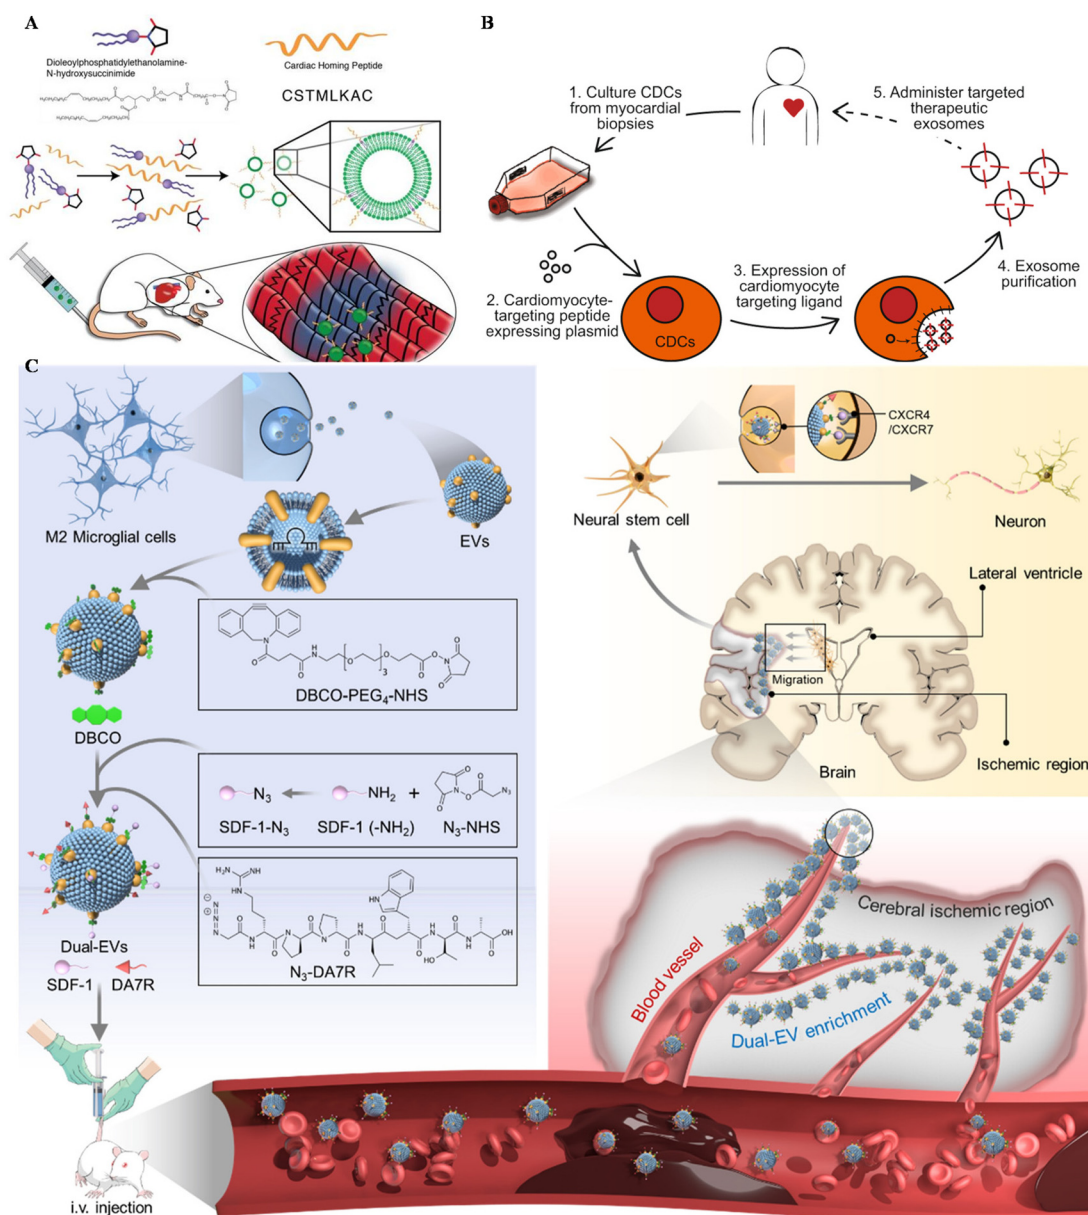 A
Dioleoylphosphatidylethanolamine-
N-hydroxysuccinimide
Cardiac Homing Peptide
CSTMLKAC
B
1. Culture CDCs
from myocardial
biopsies
5. Administer targeted
therapeutic
exosomes
2. Cardiomyocyte-
targeting peptide
expressing plasmid
CDCs
3. Expression of
cardiomyocyte
targeting ligand
4. Exosome
purification
C
M2 Microglial cells
EVs
DBCO-PEG4-NHS
DBCO
N3
NH2
+
SDF-1-N3
SDF-1 (-NH2)
N3-NHS
Dual-EVs
SDF-1
DA7R
N3-DA7R
i.v. injection
CXCR4
/CXCR7
Neural stem cell
Neuron
Lateral ventricle
Migration
Ischemic region
Brain
Cerebral ischemic region
Blood vessel
Dual-EV enrichment